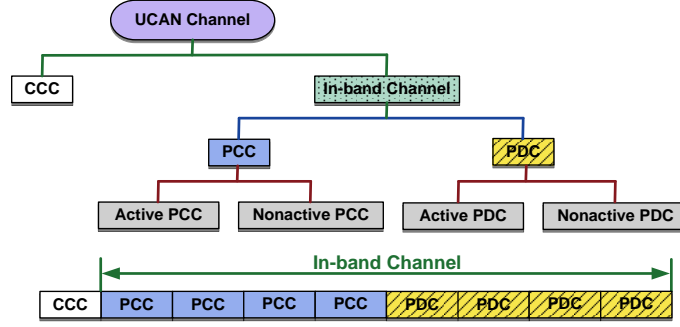 UCAN Channel
CCC
In-band Channel
PCC
PDC
Active PCC
Nonactive PCC
Active PDC
Nonactive PDC
In-band Channel
CCC PCC PCC PCC PCC PDC PDC PDC PDC